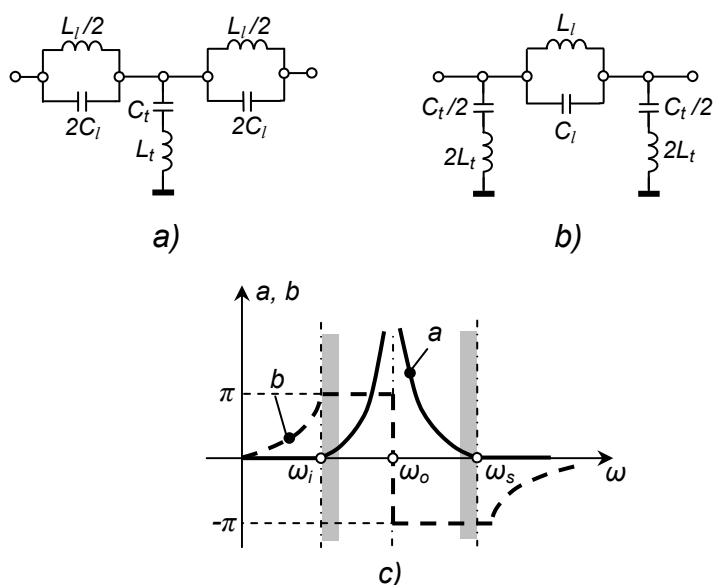 L_l/2
L_l/2
C_t
2C_l
2C_l
L_t
a)
L_l
C_t/2
C_t/2
C_l
2L_t
2L_t
b)
a, b
a
b
π
ω_i
ω_o
ω_s
ω
-π
c)